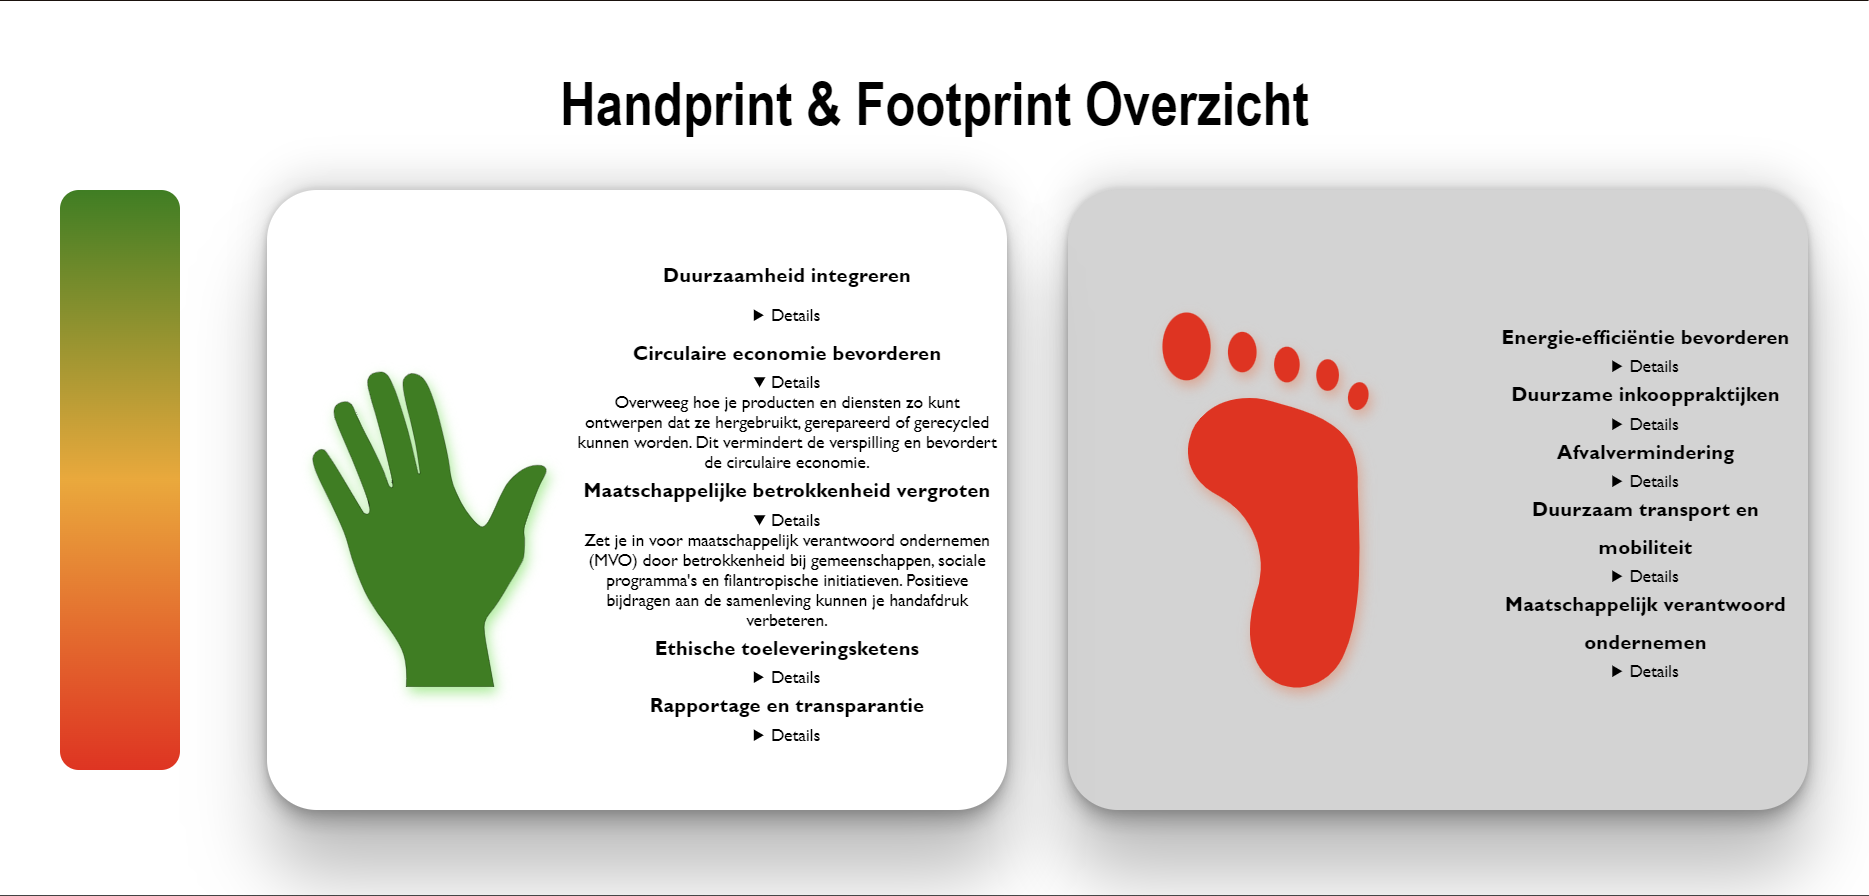 Handprint & Footprint Overzicht
Duurzaamheid integreren
▶ Details
Circulaire economie bevorderen
▼ Details
Overweeg hoe je producten en diensten zo kunt
ontwerpen dat ze hergebruikt, gerepareerd of gerecycled
kunnen worden. Dit vermindert de verspilling en bevordert
de circulaire economie.
Maatschappelijke betrokkenheid vergroten
▼ Details
Zet je in voor maatschappelijk verantwoord ondernemen
(MVO) door betrokkenheid bij gemeenschappen, sociale
programma's en filantropische initiatieven. Positieve
bijdragen aan de samenleving kunnen je handafdruk
verbeteren.
Ethische toeleveringsketens
▶ Details
Rapportage en transparantie
▶ Details
Energie-efficiëntie bevorderen
▶ Details
Duurzame inkooppraktijken
▶ Details
Afvalvermindering
▶ Details
Duurzaam transport en
mobiliteit
▶ Details
Maatschappelijk verantwoord
ondernemen
▶ Details